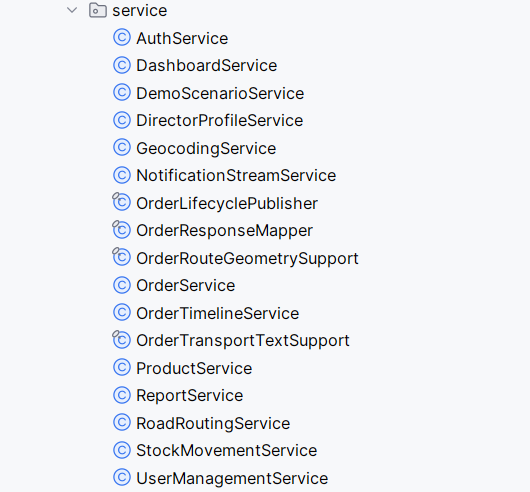 service
AuthService
DashboardService
DemoScenarioService
DirectorProfileService
GeocodingService
NotificationStreamService
OrderLifecyclePublisher
OrderResponseMapper
OrderRouteGeometrySupport
OrderService
OrderTimelineService
OrderTransportTextSupport
ProductService
ReportService
RoadRoutingService
StockMovementService
UserManagementService